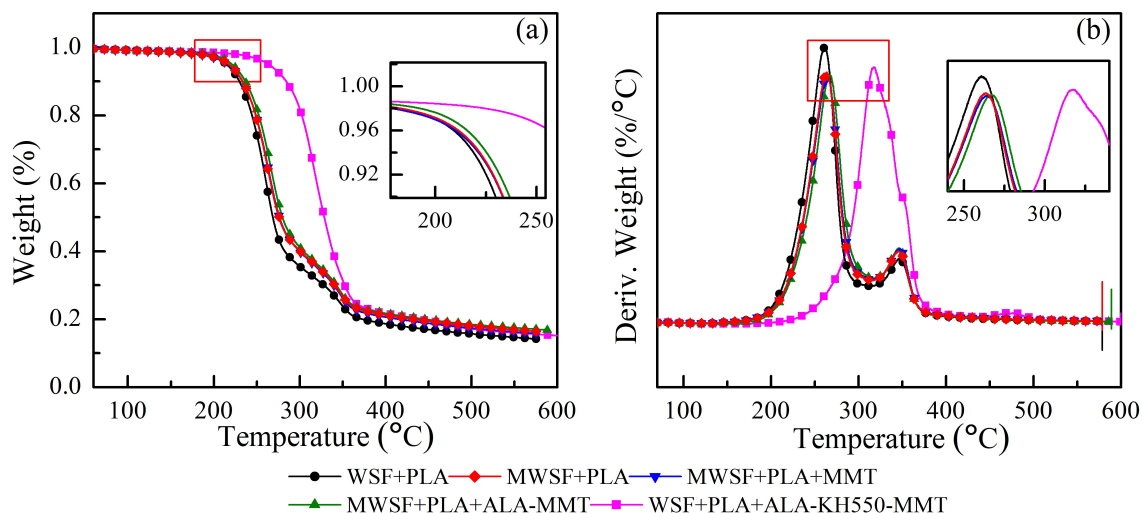 (a)
Weight (%)
1.0
0.8
0.6
0.4
0.2
0.0
1.00
0.96
0.92
200 250
100 200 300 400 500 600
Temperature (°C)
(b)
Deriv. Weight (%/°C)
240 250 300
100 200 300 400 500 600
Temperature (°C)
WSF+PLA MWSF+PLA MWSF+PLA+MMT
MWSF+PLA+ALA-MMT WSF+PLA+ALA-KH550-MMT